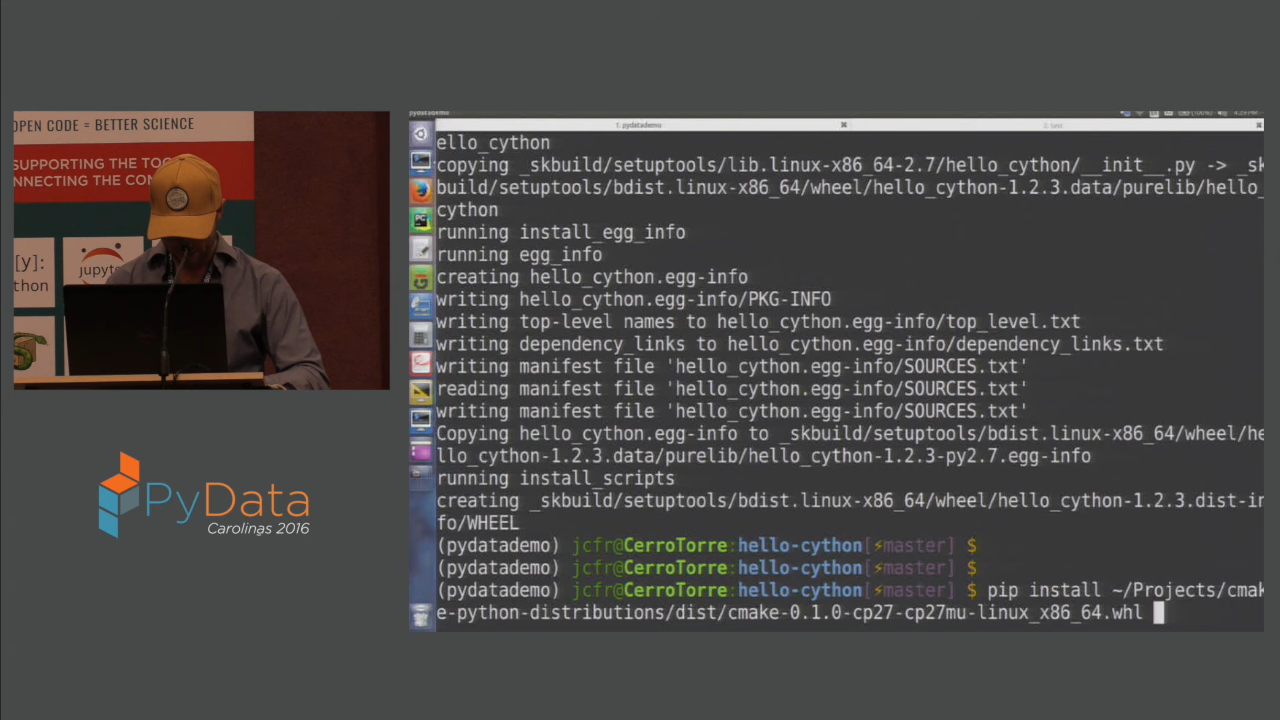 OPEN CODE = BETTER SCIENCE
SUPPORTING THE TOO
NNECTING THE CON
[y]:
thon
jupyte
PyData
Carolinas 2016
pydatademo
1. pydatademo
2. test
ello_cython
copying _skbuild/setuptools/lib.linux-x86_64-2.7/hello_cython/__init__.py -> _sk
build/setuptools/bdist.linux-x86_64/wheel/hello_cython-1.2.3.data/purelib/hello_
cython
running install_egg_info
running egg_info
creating hello_cython.egg-info
writing hello_cython.egg-info/PKG-INFO
writing top-level names to hello_cython.egg-info/top_level.txt
writing dependency_links to hello_cython.egg-info/dependency_links.txt
writing manifest file 'hello_cython.egg-info/SOURCES.txt'
reading manifest file 'hello_cython.egg-info/SOURCES.txt'
writing manifest file 'hello_cython.egg-info/SOURCES.txt'
Copying hello_cython.egg-info to _skbuild/setuptools/bdist.linux-x86_64/wheel/he
llo_cython-1.2.3.data/purelib/hello_cython-1.2.3-py2.7.egg-info
running install_scripts
creating _skbuild/setuptools/bdist.linux-x86_64/wheel/hello_cython-1.2.3.dist-in
fo/WHEEL
(pydatademo) jcfr@CerroTorre:hello-cython[⚡master] $
(pydatademo) jcfr@CerroTorre:hello-cython[⚡master] $
(pydatademo) jcfr@CerroTorre:hello-cython[⚡master] $ pip install ~/Projects/cmak
e-python-distributions/dist/cmake-0.1.0-cp27-cp27mu-linux_x86_64.whl